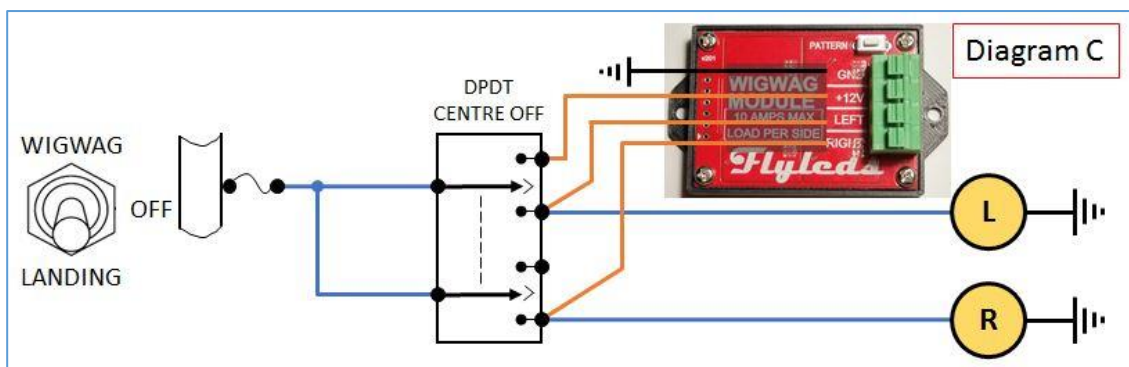 WIGWAG
OFF
LANDING
DPDT
CENTRE OFF
v201
PATTERN
GND
+12V
LEFT
RIGHT
WIGWAG
MODULE
10 AMPS MAX
LOAD PER SIDE
Flyleds
Diagram C
L
R